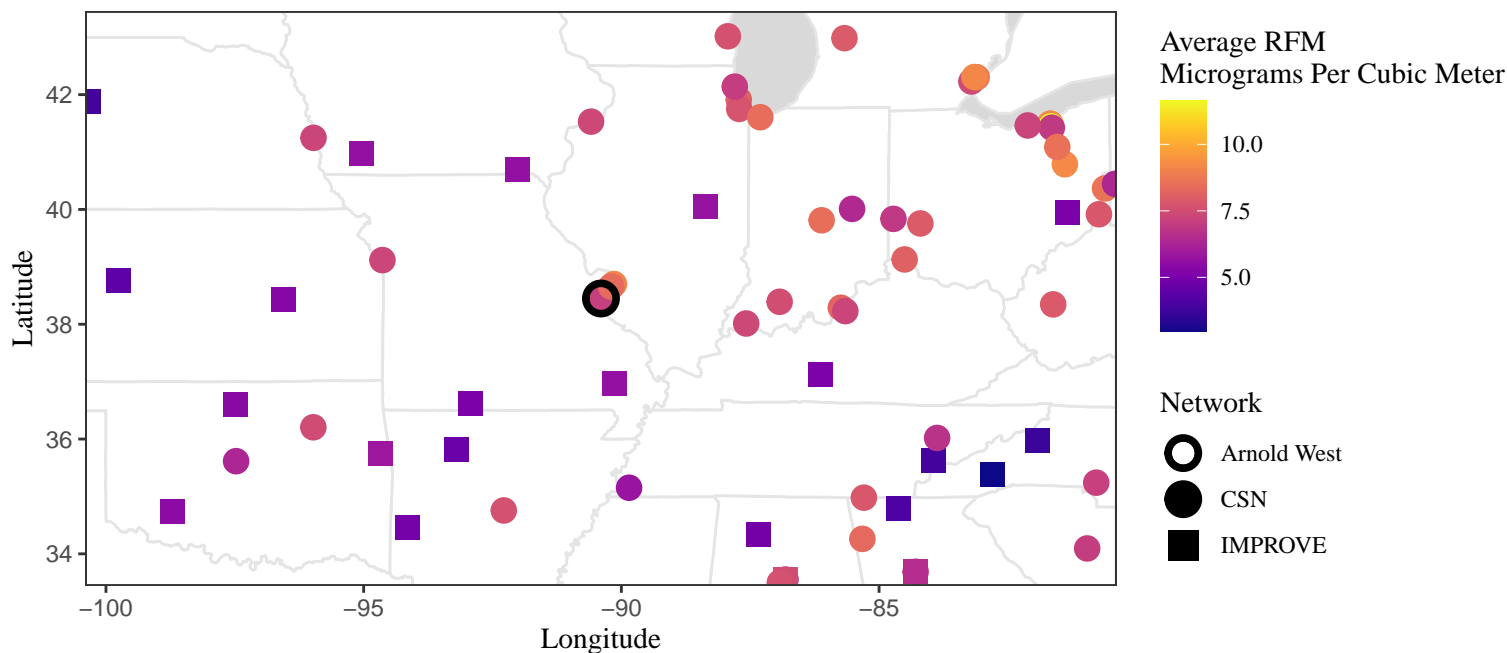 42
40
38
36
34
Latitude
−100
−95
−90
−85
Longitude
Average RFM
Micrograms Per Cubic Meter
10.0
7.5
5.0
Network
Arnold West
CSN
IMPROVE